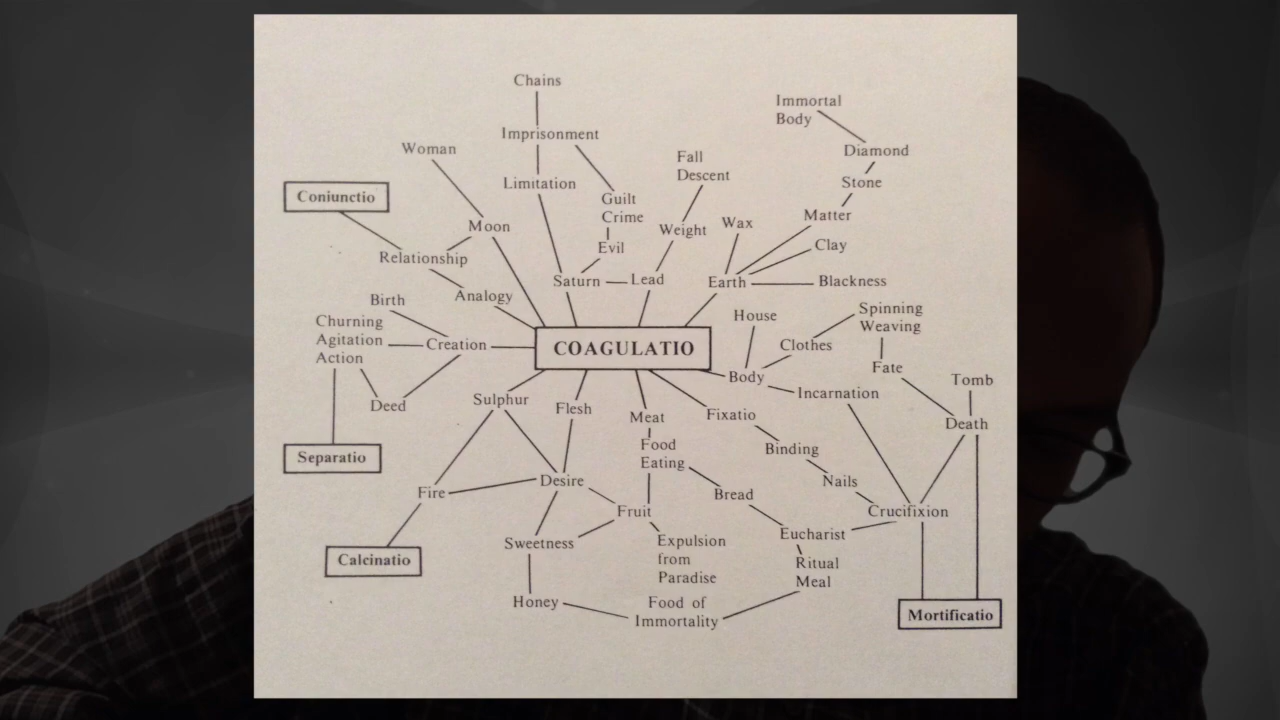 Chains
Immortal
Body
Imprisonment
Woman
Diamond
Fall
Descent
Limitation
Stone
Coniunctio
Guilt
Crime
Matter
Moon
Weight
Wax
Clay
Evil
Relationship
Saturn
Lead
Earth
Blackness
Analogy
Birth
House
Spinning
Weaving
Churning
Agitation
Action
Creation
COAGULATIO
Clothes
Fate
Body
Tomb
Incarnation
Sulphur
Deed
Flesh
Meat
Fixatio
Death
Food
Eating
Binding
Separatio
Desire
Nails
Fire
Bread
Fruit
Crucifixion
Eucharist
Sweetness
Expulsion
from
Paradise
Calcinatio
Ritual
Meal
Honey
Food of
Immortality
Mortificatio